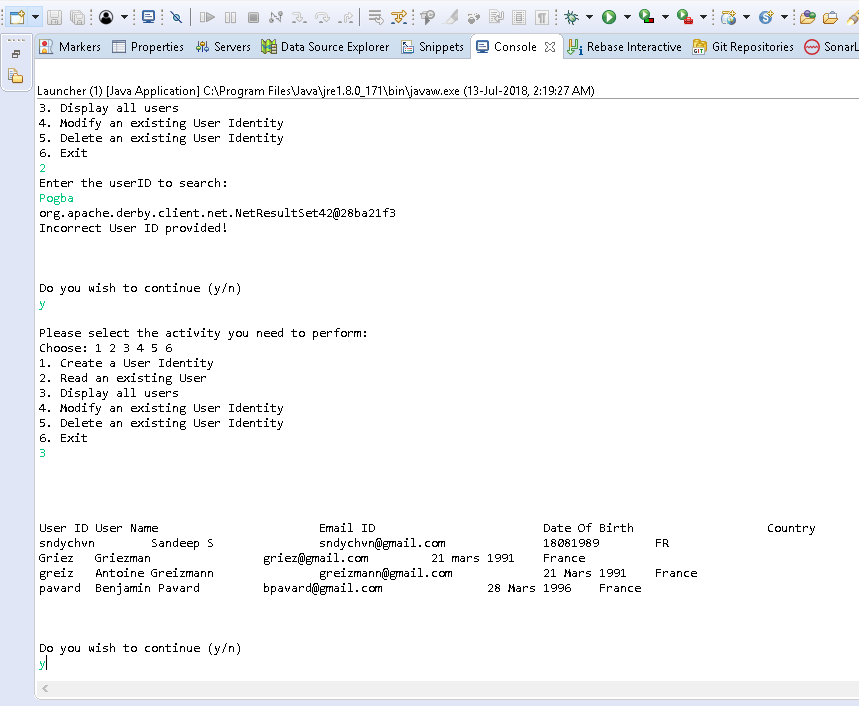 Markers Properties Servers Data Source Explorer Snippets Console Rebase Interactive Git Repositories SonarL
Launcher (1) [Java Application] C:\Program Files\Java\jre1.8.0_171\bin\javaw.exe (13-Jul-2018, 2:19:27 AM)
3. Display all users
4. Modify an existing User Identity
5. Delete an existing User Identity
6. Exit
2
Enter the userID to search:
Pogba
org.apache.derby.client.net.NetResultSet42@28ba21f3
Incorrect User ID provided!
Do you wish to continue (y/n)
y
Please select the activity you need to perform:
Choose: 1 2 3 4 5 6
1. Create a User Identity
2. Read an existing User
3. Display all users
4. Modify an existing User Identity
5. Delete an existing User Identity
6. Exit
3
User ID User Name Email ID Date Of Birth Country
sndychvn Sandeep S sndychvn@gmail.com 18081989 FR
Griez Griezman griez@gmail.com 21 mars 1991 France
greiz Antoine Greizmann greizmann@gmail.com 21 Mars 1991 France
pavard Benjamin Pavard bpavard@gmail.com 28 Mars 1996 France
Do you wish to continue (y/n)
y